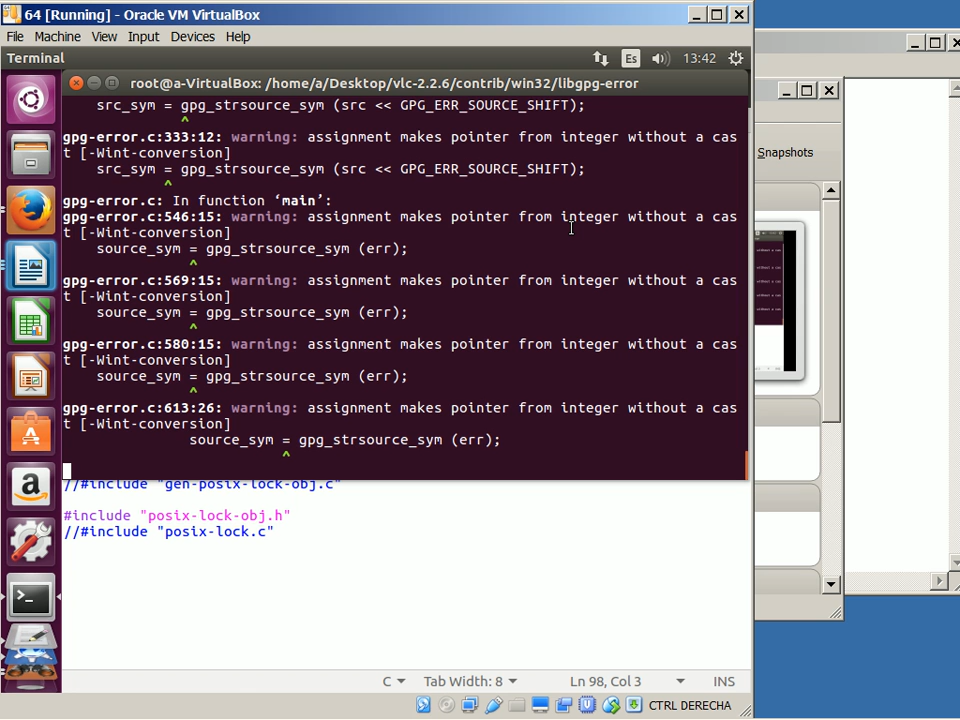 64 [Running] - Oracle VM VirtualBox
File Machine View Input Devices Help
Terminal
Es
13:42
root@a-VirtualBox: /home/a/Desktop/vlc-2.2.6/contrib/win32/libgpg-error
src_sym = gpg_strsource_sym (src << GPG_ERR_SOURCE_SHIFT);
^
gpg-error.c:333:12: warning: assignment makes pointer from integer without a cas
t [-Wint-conversion]
src_sym = gpg_strsource_sym (src << GPG_ERR_SOURCE_SHIFT);
^
gpg-error.c: In function ‘main’:
gpg-error.c:546:15: warning: assignment makes pointer from integer without a cas
t [-Wint-conversion]
source_sym = gpg_strsource_sym (err);
^
gpg-error.c:569:15: warning: assignment makes pointer from integer without a cas
t [-Wint-conversion]
source_sym = gpg_strsource_sym (err);
^
gpg-error.c:580:15: warning: assignment makes pointer from integer without a cas
t [-Wint-conversion]
source_sym = gpg_strsource_sym (err);
^
gpg-error.c:613:26: warning: assignment makes pointer from integer without a cas
t [-Wint-conversion]
source_sym = gpg_strsource_sym (err);
^
//#include "gen-posix-lock-obj.c"
#include "posix-lock-obj.h"
//#include "posix-lock.c"
C
Tab Width: 8
Ln 98, Col 3
INS
CTRL DERECHA
Snapshots